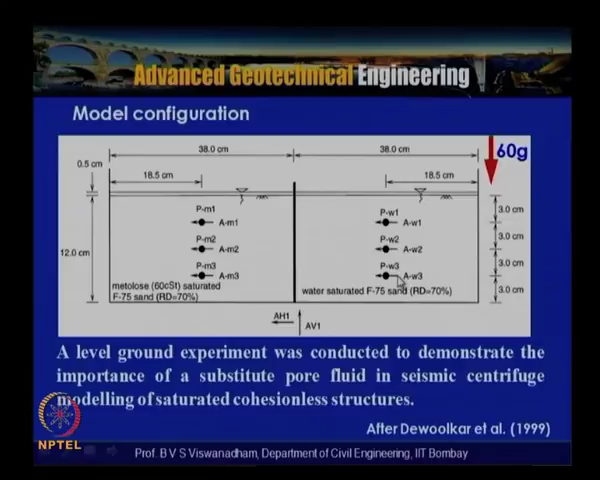 Advanced Geotechnical Engineering
Model configuration
60g
38.0 cm 38.0 cm
0.5 cm
18.5 cm 18.5 cm
P-m1 P-w1
A-m1 A-w1
3.0 cm
P-m2 P-w2
12.0 cm A-m2 A-w2 3.0 cm
P-m3 P-w3
A-m3 A-w3 3.0 cm
metolose (60cSt) saturated water saturated F-75 sand (RD=70%) 3.0 cm
F-75 sand (RD=70%)
AH1 AV1
A level ground experiment was conducted to demonstrate the
importance of a substitute pore fluid in seismic centrifuge
modelling of saturated cohesionless structures.
After Dewoolkar et al. (1999)
NPTEL
Prof. B V S Viswanadham, Department of Civil Engineering, IIT Bombay